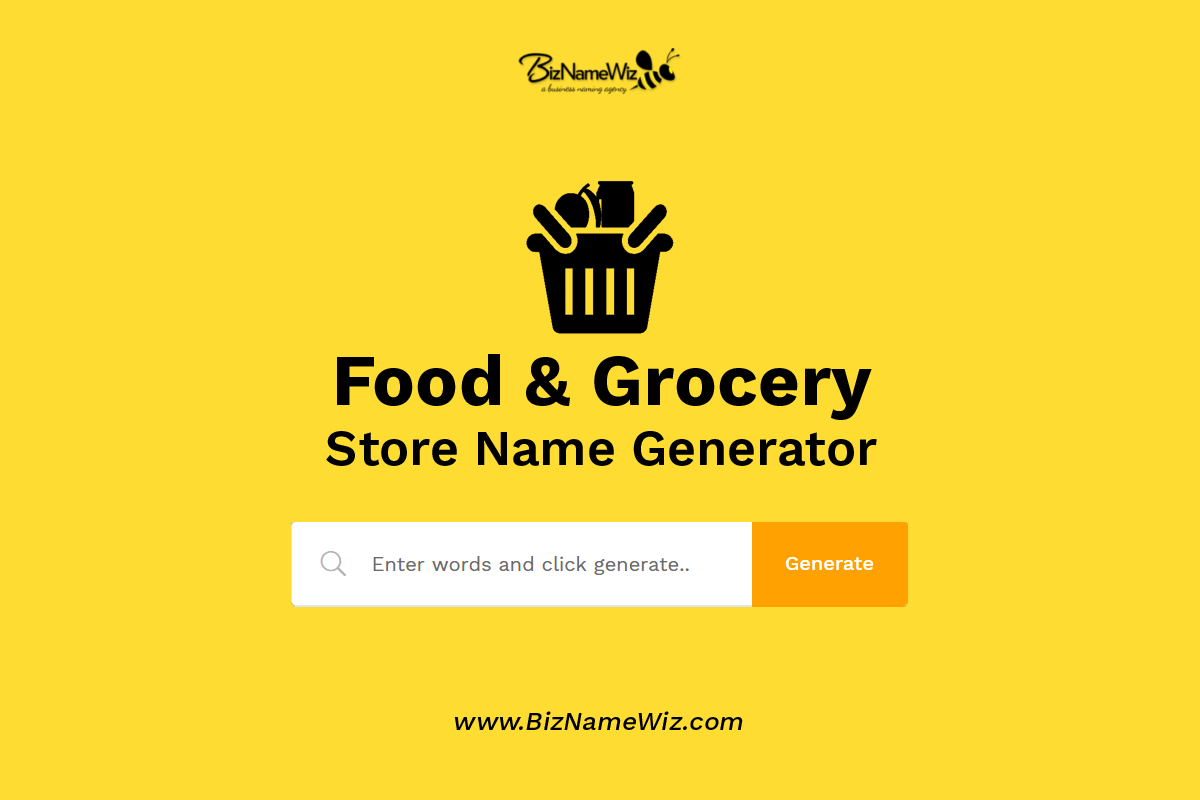 BizNameWiz
a business naming agency
Food & Grocery
Store Name Generator
Enter words and click generate..
Generate
www.BizNameWiz.com